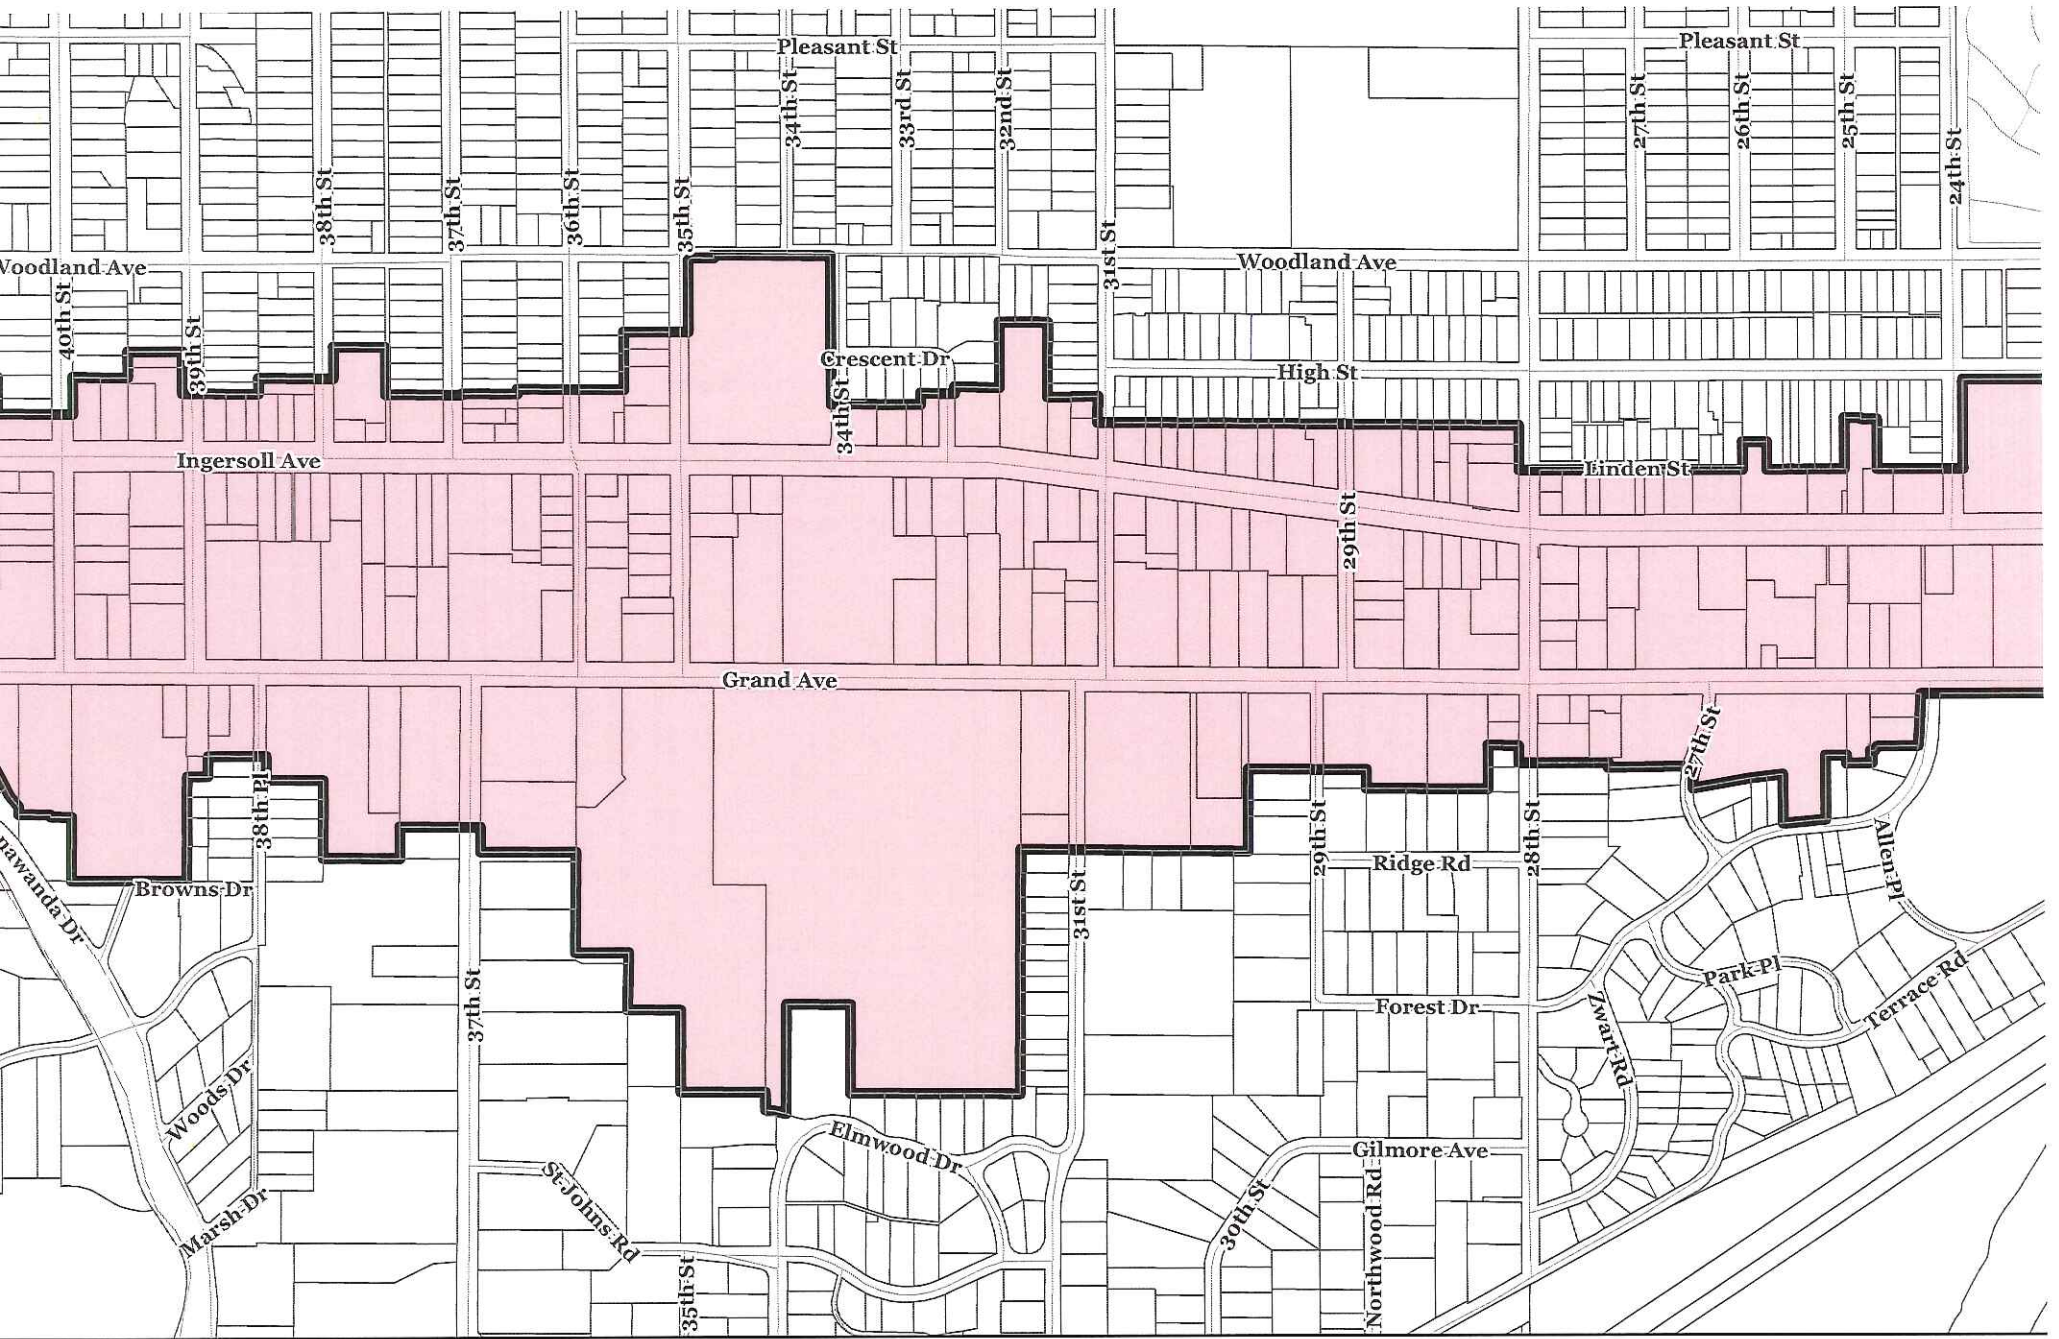 Pleasant St
Pleasant St
34th St
33rd St
32nd St
27th St
26th St
25th St
24th St
38th St
37th St
36th St
35th St
31st St
Woodland Ave
Woodland Ave
40th St
39th St
Crescent Dr
High St
34th St
Ingersoll Ave
Linden St
29th St
Grand Ave
27th St
38th Pl
29th St
28th St
Ridge Rd
Allen Pl
Browns Dr
nawanda Dr
31st St
37th St
Park Pl
Terrace Rd
Forest Dr
Zwart Rd
Woods Dr
Elmwood Dr
Gilmore Ave
St Johns Rd
Marsh Dr
30th St
Northwood Rd
35th St